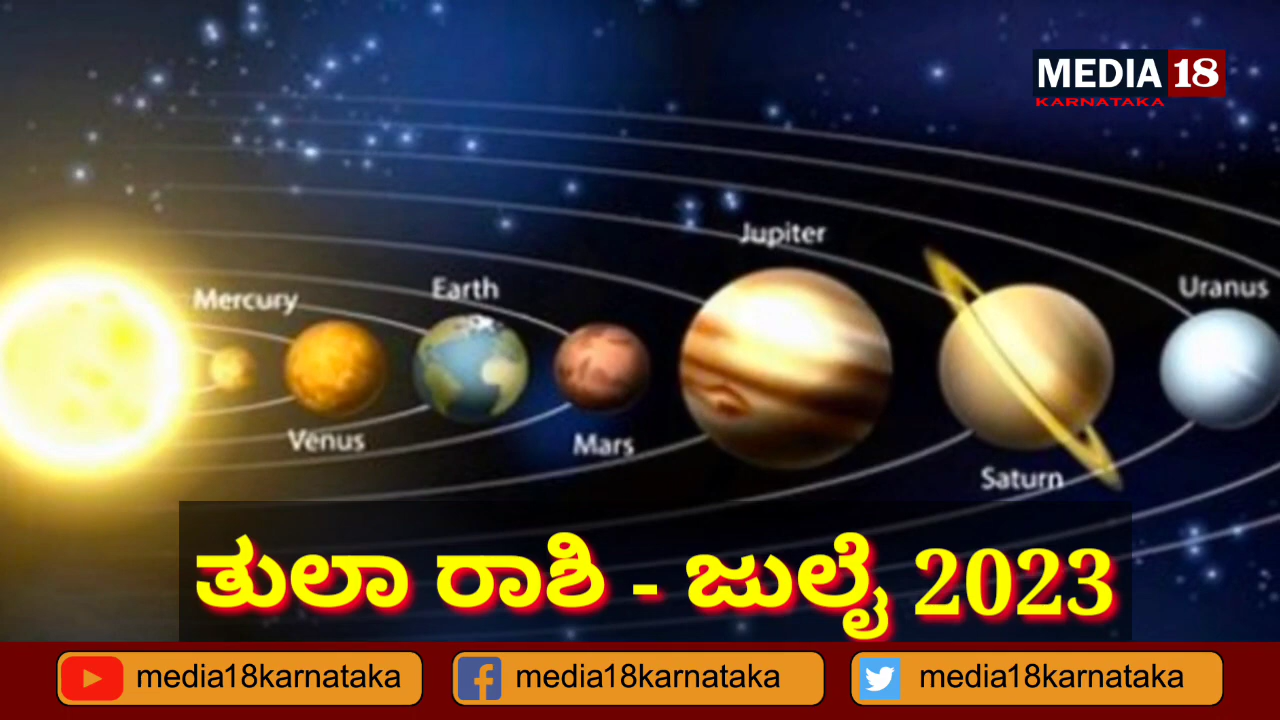 MEDIA 18
KARNATAKA
Jupiter
Mercury
Earth
Uranus
Venus
Mars
Saturn
ತುಲಾ ರಾಶಿ - ಜುಲೈ 2023
media18karnataka
media18karnataka
media18karnataka